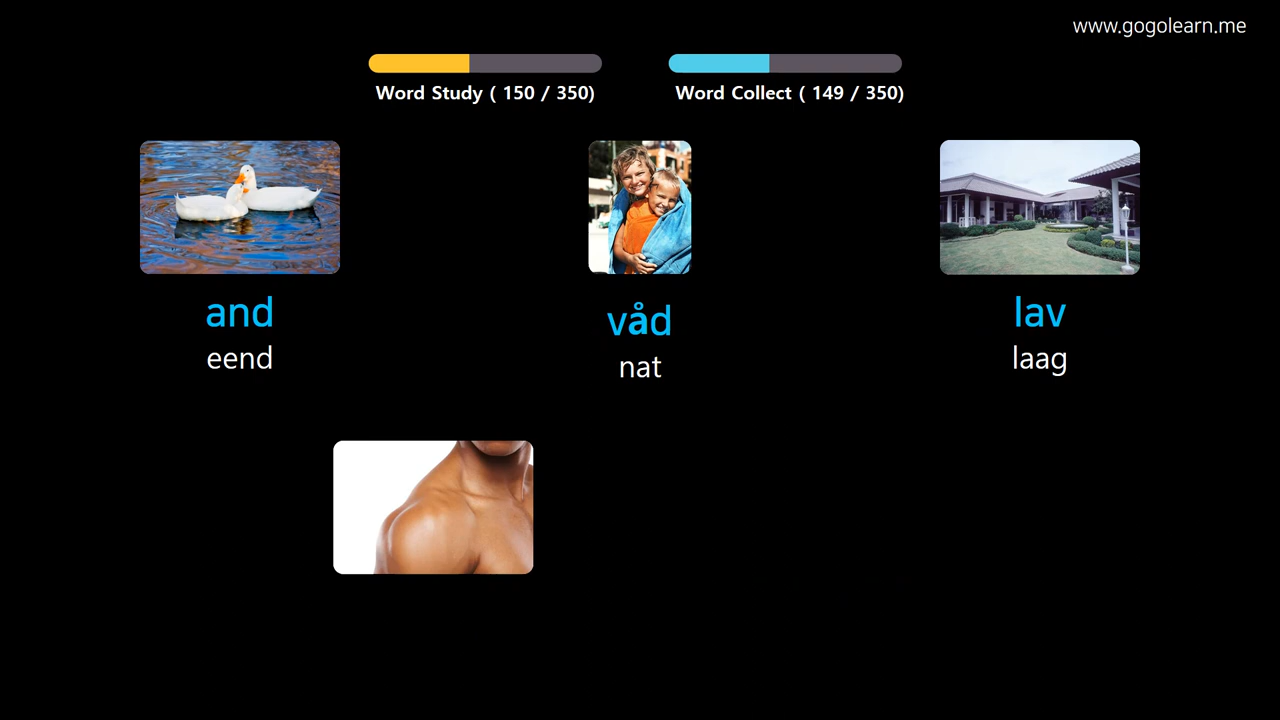 www.gogolearn.me
Word Study ( 150 / 350)
Word Collect ( 149 / 350)
and
eend
våd
nat
lav
laag